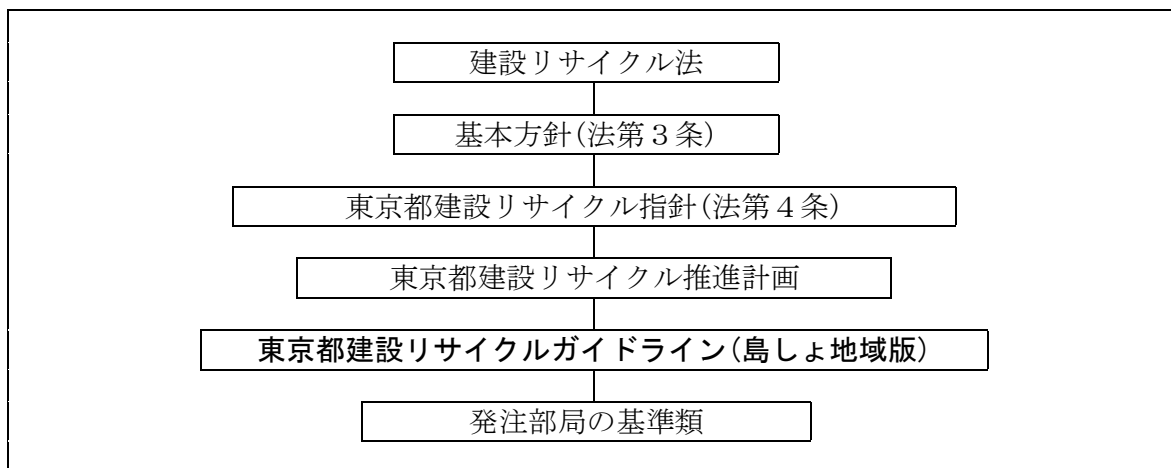 建設リサイクル法
基本方針(法第３条)
東京都建設リサイクル指針(法第４条)
東京都建設リサイクル推進計画
東京都建設リサイクルガイドライン(島しょ地域版)
発注部局の基準類